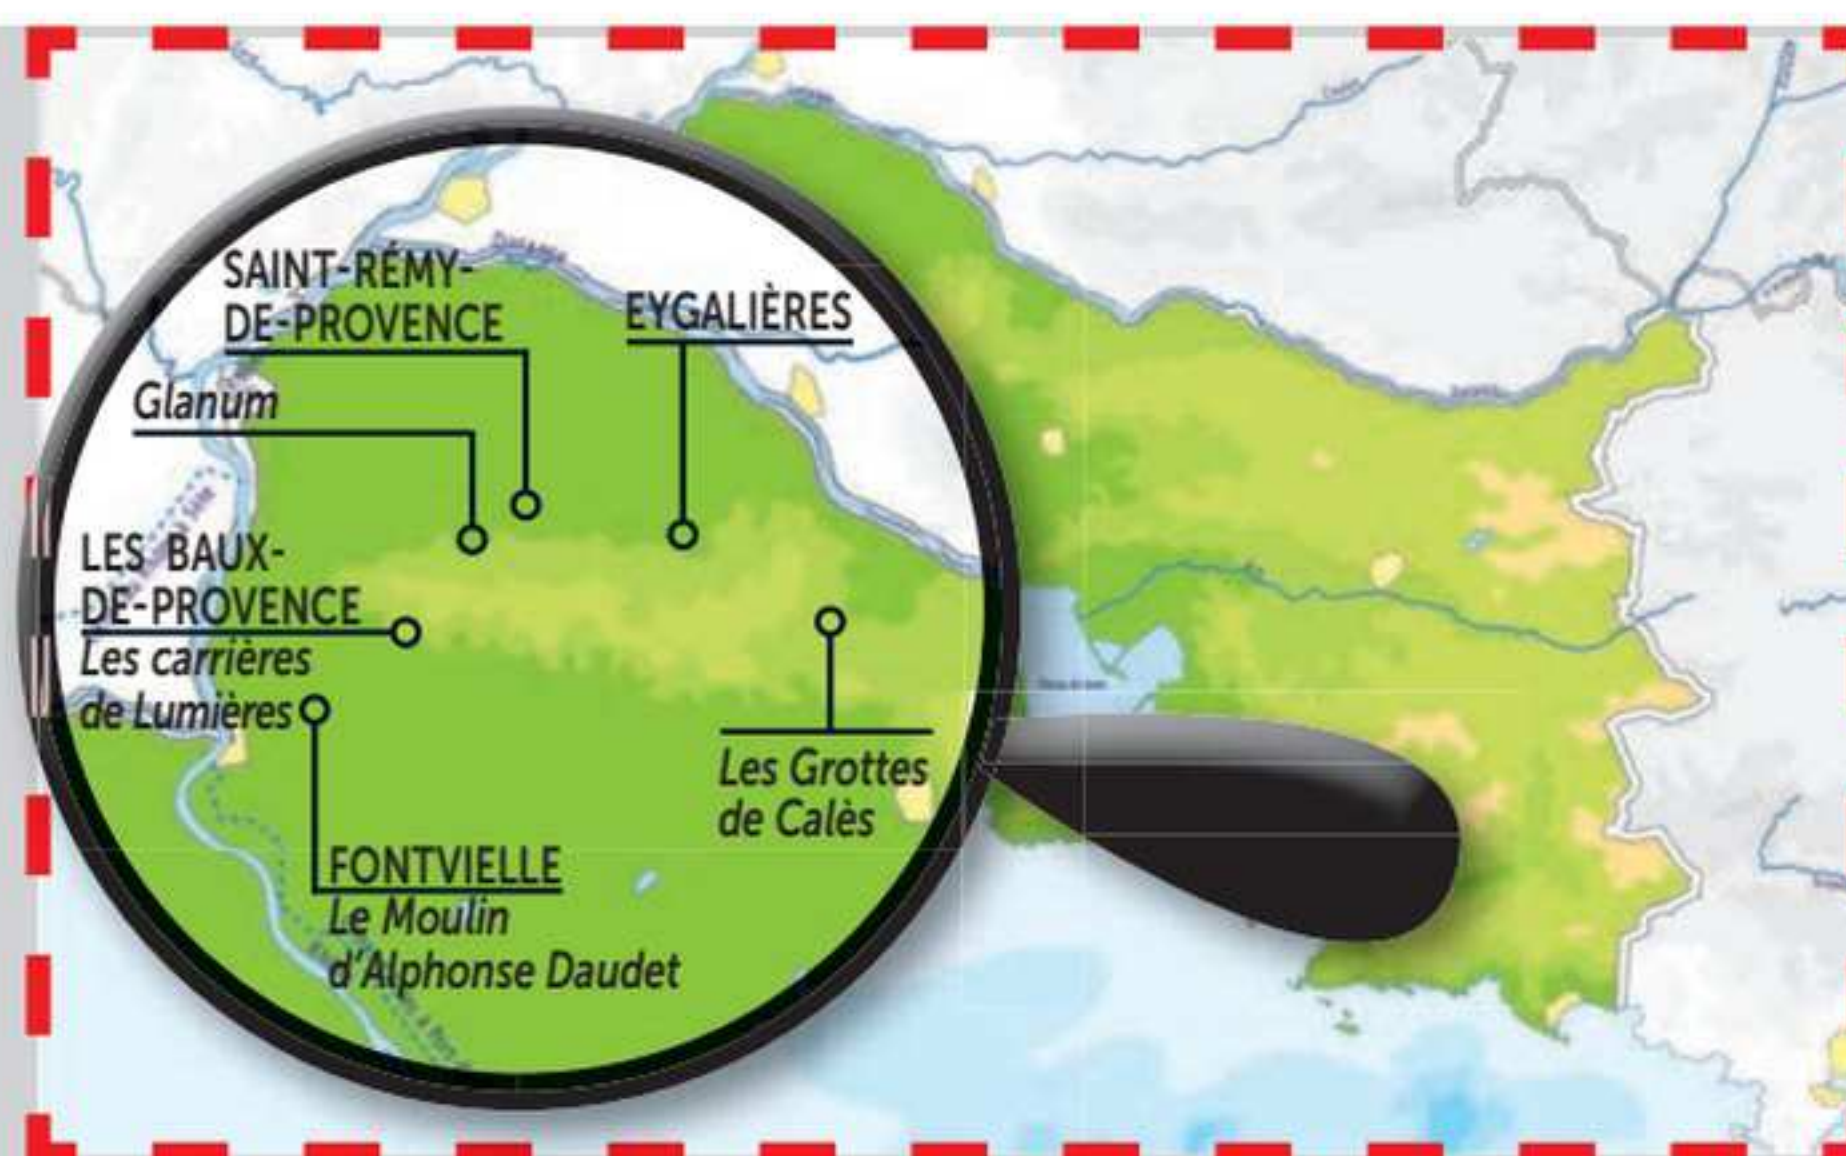 Durance
SAINT-RÉMY-
DE-PROVENCE
EYGALIÈRES
Glanum
LES BAUX-
DE-PROVENCE
Les carrières
de Lumières
Les Grottes
de Calès
FONTVIELLE
Le Moulin
d'Alphonse Daudet